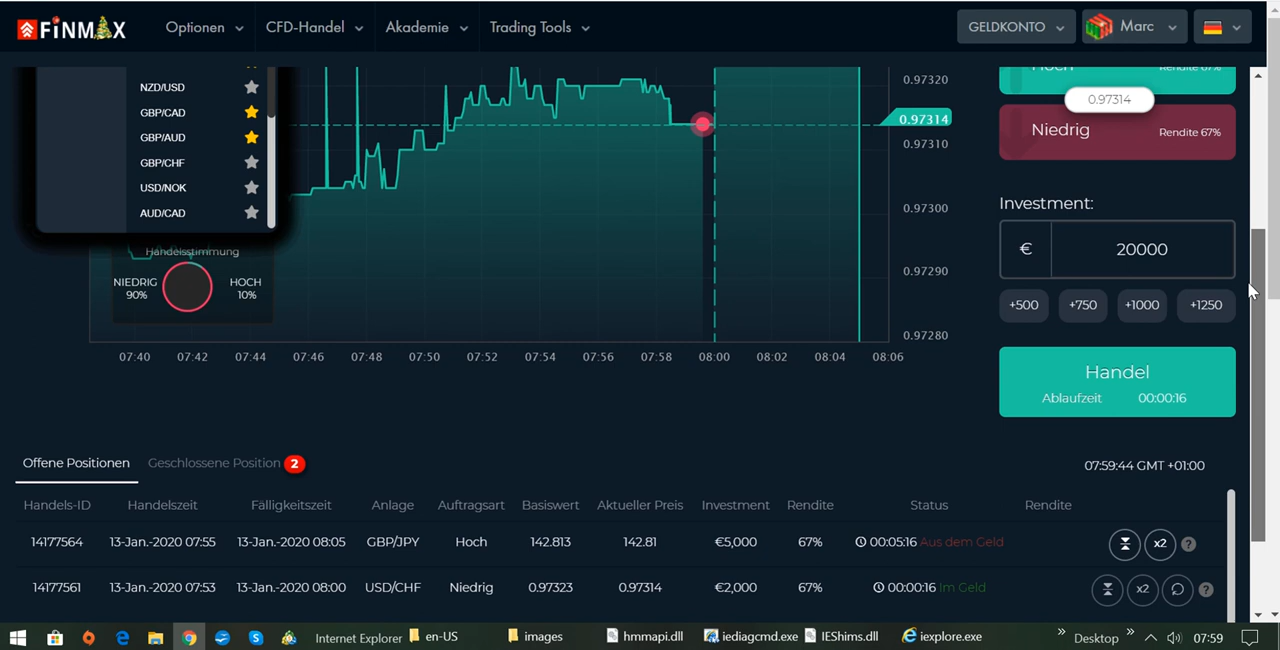 FiNMAX
Optionen
CFD-Handel
Akademie
Trading Tools
GELDKONTO
Marc
NZD/USD
GBP/CAD
GBP/AUD
GBP/CHF
USD/NOK
AUD/CAD
Handelsstimmung
NIEDRIG
90%
HOCH
10%
0.97320
0.97314
0.97310
0.97300
0.97290
0.97280
07:40 07:42 07:44 07:46 07:48 07:50 07:52 07:54 07:56 07:58 08:00 08:02 08:04 08:06
Hoch Rendite 67%
0.97314
Niedrig Rendite 67%
Investment:
€ 20000
+500 +750 +1000 +1250
Handel
Ablaufzeit 00:00:16
Offene Positionen Geschlossene Position 2 07:59:44 GMT +01:00
Handels-ID Handelszeit Fälligkeitszeit Anlage Auftragsart Basiswert Aktueller Preis Investment Rendite Status Rendite
14177564 13-Jan.-2020 07:55 13-Jan.-2020 08:05 GBP/JPY Hoch 142.813 142.81 €5,000 67% 00:05:16 Aus dem Geld x2 ?
14177561 13-Jan.-2020 07:53 13-Jan.-2020 08:00 USD/CHF Niedrig 0.97323 0.97314 €2,000 67% 00:00:16 Im Geld x2 ?
Internet Explorer en-US images hmmapi.dll iediagcmd.exe IEShims.dll iexplore.exe » Desktop » 07:59